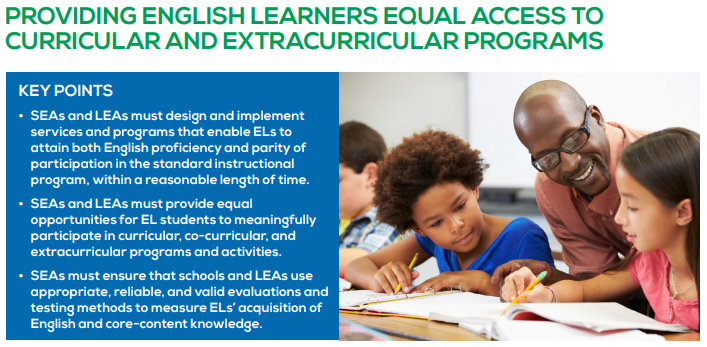 PROVIDING ENGLISH LEARNERS EQUAL ACCESS TO
CURRICULAR AND EXTRACURRICULAR PROGRAMS
KEY POINTS
• SEAs and LEAs must design and implement
services and programs that enable ELs to
attain both English proficiency and parity of
participation in the standard instructional
program, within a reasonable length of time.
• SEAs and LEAs must provide equal
opportunities for EL students to meaningfully
participate in curricular, co-curricular, and
extracurricular programs and activities.
• SEAs must ensure that schools and LEAs use
appropriate, reliable, and valid evaluations and
testing methods to measure ELs’ acquisition of
English and core-content knowledge.